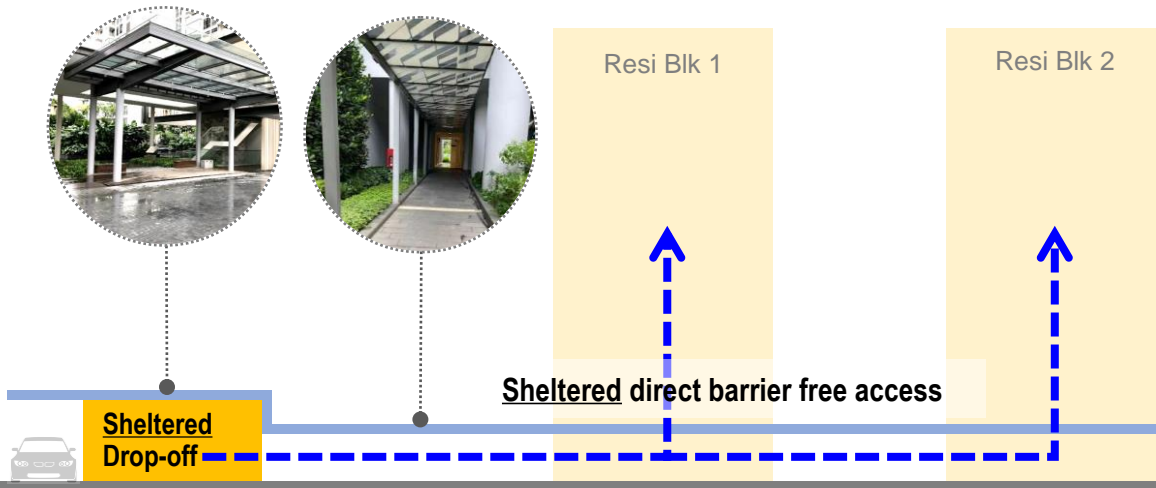 Resi Blk 1
Resi Blk 2
Sheltered direct barrier free access
Sheltered
Drop-off